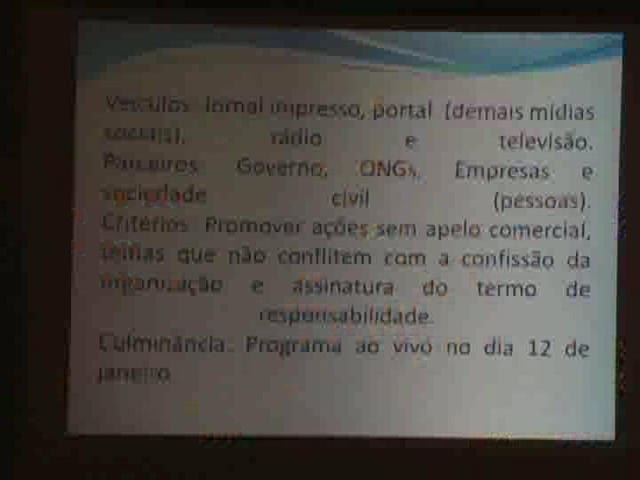 Veículos: Jornal impresso, portal (demais mídias
sociais), rádio e televisão.
Parceiros: Governo, ONGs, Empresas e
sociedade civil (pessoas).
Critérios: Promover ações sem apelo comercial,
temas que não conflitem com a confissão da
organização e assinatura do termo de
responsabilidade.
Culminância: Programa ao vivo no dia 12 de
janeiro